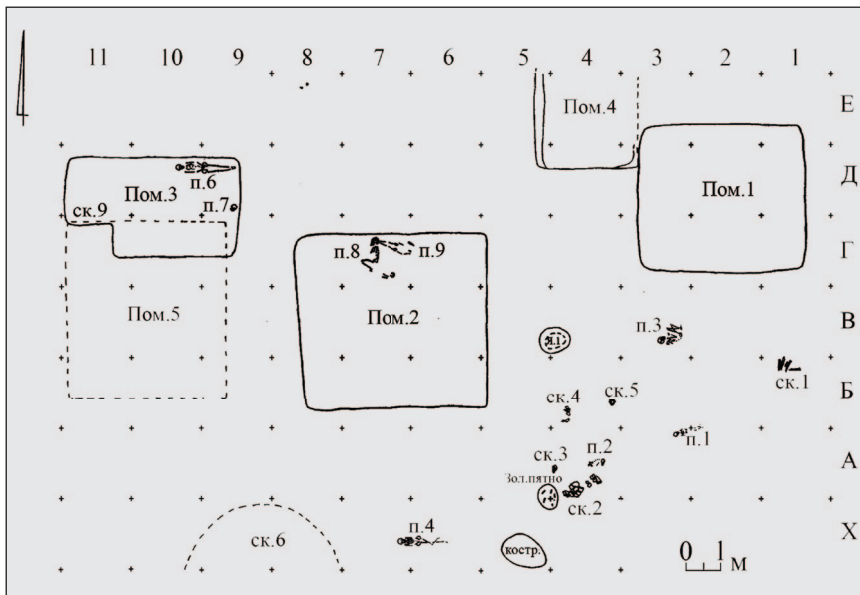 11 10 9 8 7 6 5 4 3 2 1
Е
Пом.4
Д
Пом.1
п.6
Пом.3
п.7
ск.9
Г
п.8
п.9
Пом.5
Пом.2
В
п.3
я.1
ск.1
Б
ск.4
ск.5
п.1
А
ск.3
п.2
Зол.пятно
ск.2
Х
ск.6
п.4
костр.
0 1
м